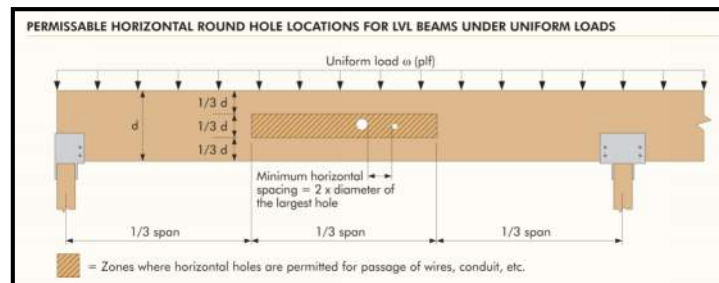 PERMISSABLE HORIZONTAL ROUND HOLE LOCATIONS FOR LVL BEAMS UNDER UNIFORM LOADS
Uniform load ω (plf)
d
1/3 d
1/3 d
1/3 d
Minimum horizontal
spacing = 2 x diameter of
the largest hole
1/3 span
1/3 span
1/3 span
= Zones where horizontal holes are permitted for passage of wires, conduit, etc.